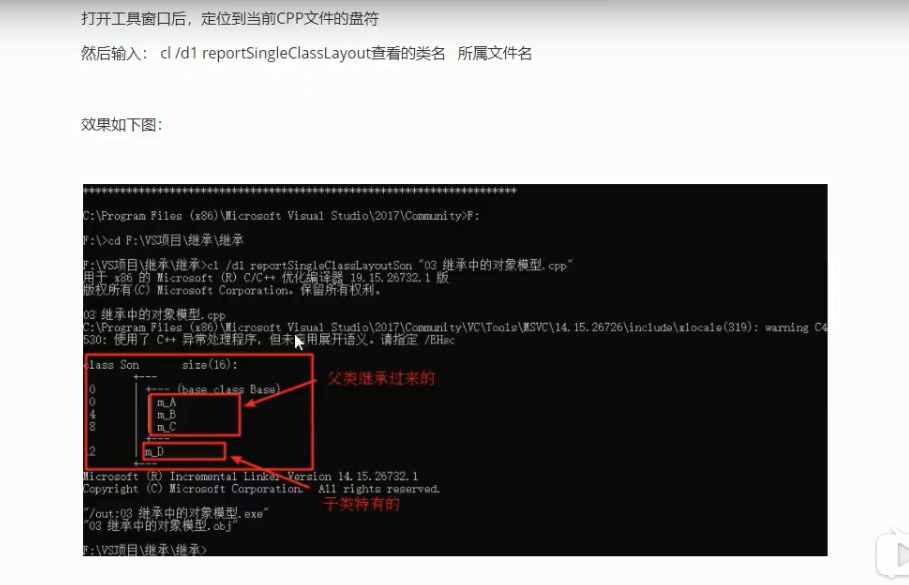 打开工具窗口后，定位到当前CPP文件的盘符
然后输入： cl /d1 reportSingleClassLayout查看的类名 所属文件名
效果如下图：
**********************************************************************
C:\Program Files (x86)\Microsoft Visual Studio\2017\Community>F:
F:\>cd F:\VS项目\继承\继承
F:\VS项目\继承\继承>cl /d1 reportSingleClassLayoutSon "03 继承中的对象模型.cpp"
用于 x86 的 Microsoft (R) C/C++ 优化编译器 19.15.26732.1 版
版权所有(C) Microsoft Corporation。保留所有权利。
03 继承中的对象模型.cpp
C:\Program Files (x86)\Microsoft Visual Studio\2017\Community\VC\Tools\MSVC\14.15.26726\include\xlocale(319): warning C4
530: 使用了 C++ 异常处理程序，但未启用展开语义。请指定 /EHsc
class Son size(16):
+---
0 | +--- (base class Base)
0 | | m_A
4 | | m_B
8 | | m_C
| +---
12 | m_D
+---
父类继承过来的
子类特有的
Microsoft (R) Incremental Linker Version 14.15.26732.1
Copyright (C) Microsoft Corporation. All rights reserved.
"/out:03 继承中的对象模型.exe"
"03 继承中的对象模型.obj"
F:\VS项目\继承\继承>